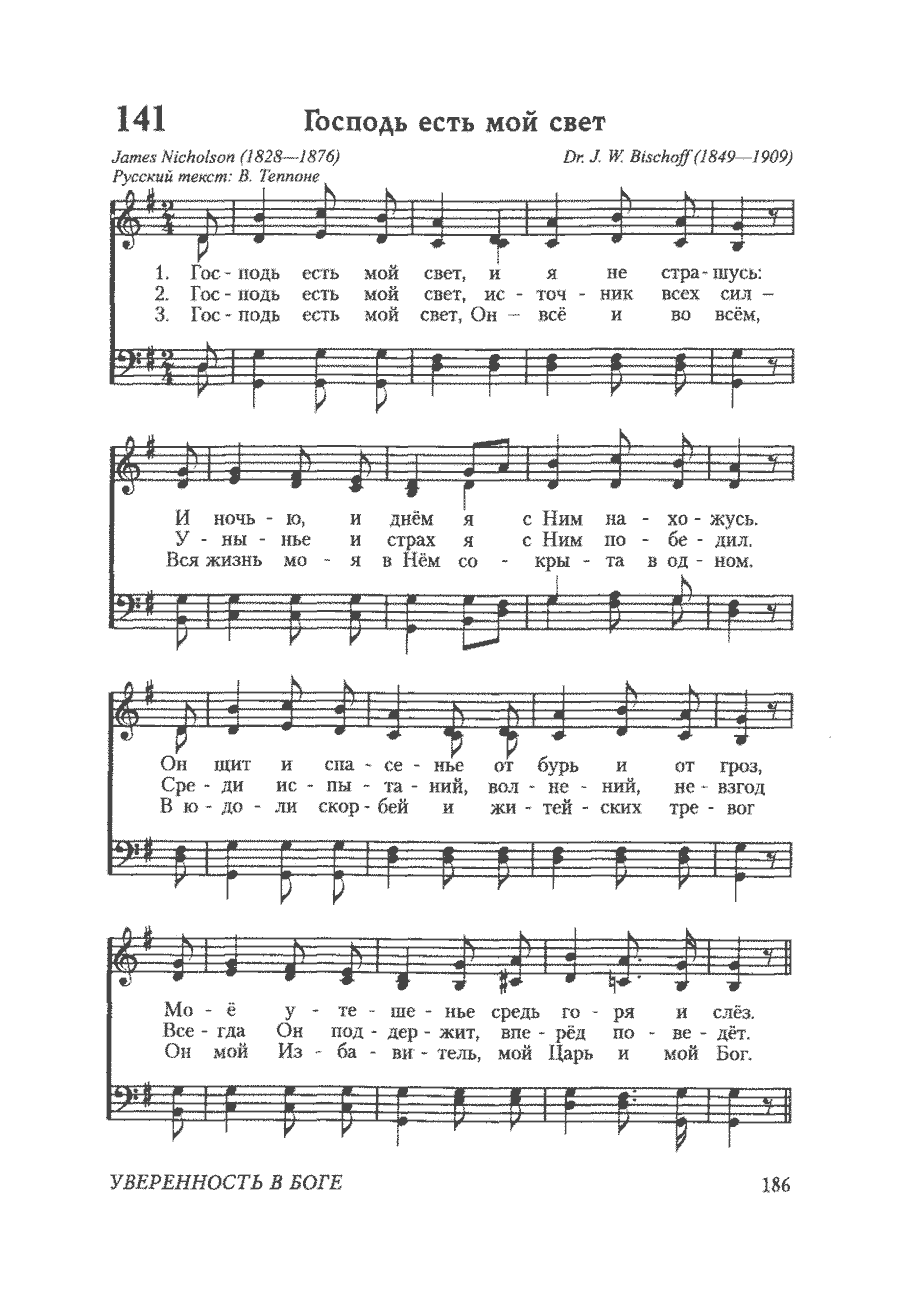 141 Господь есть мой свет
James Nicholson (1828—1876) Dr. J. W. Bischoff (1849—1909)
Русский текст: В. Теппоне
1. Гос - подь есть мой свет, и я не стра - шусь:
2. Гос - подь есть мой свет, ис - точ - ник всех сил –
3. Гос - подь есть мой свет, Он – всё и во всём,
И ночь - ю, и днём я с Ним на - хо - жусь.
У - ны - нье и страх я с Ним по - бе - дил.
Вся жизнь мо - я в Нём со - кры - та в од - ном.
Он щит и спа - се - нье от бурь и от гроз,
Сре - ди ис - пы - та - ний, вол - не - ний, не - взгод
В ю - до - ли скор - бей и жи - тей - ских тре - вог
Мо - ё у - те - ше - нье средь го - ря и слёз.
Все - гда Он под - дер - жит, впе - рёд по - ве - дёт.
Он мой Из - ба - ви - тель, мой Царь и мой Бог.
УВЕРЕННОСТЬ В БОГЕ 186